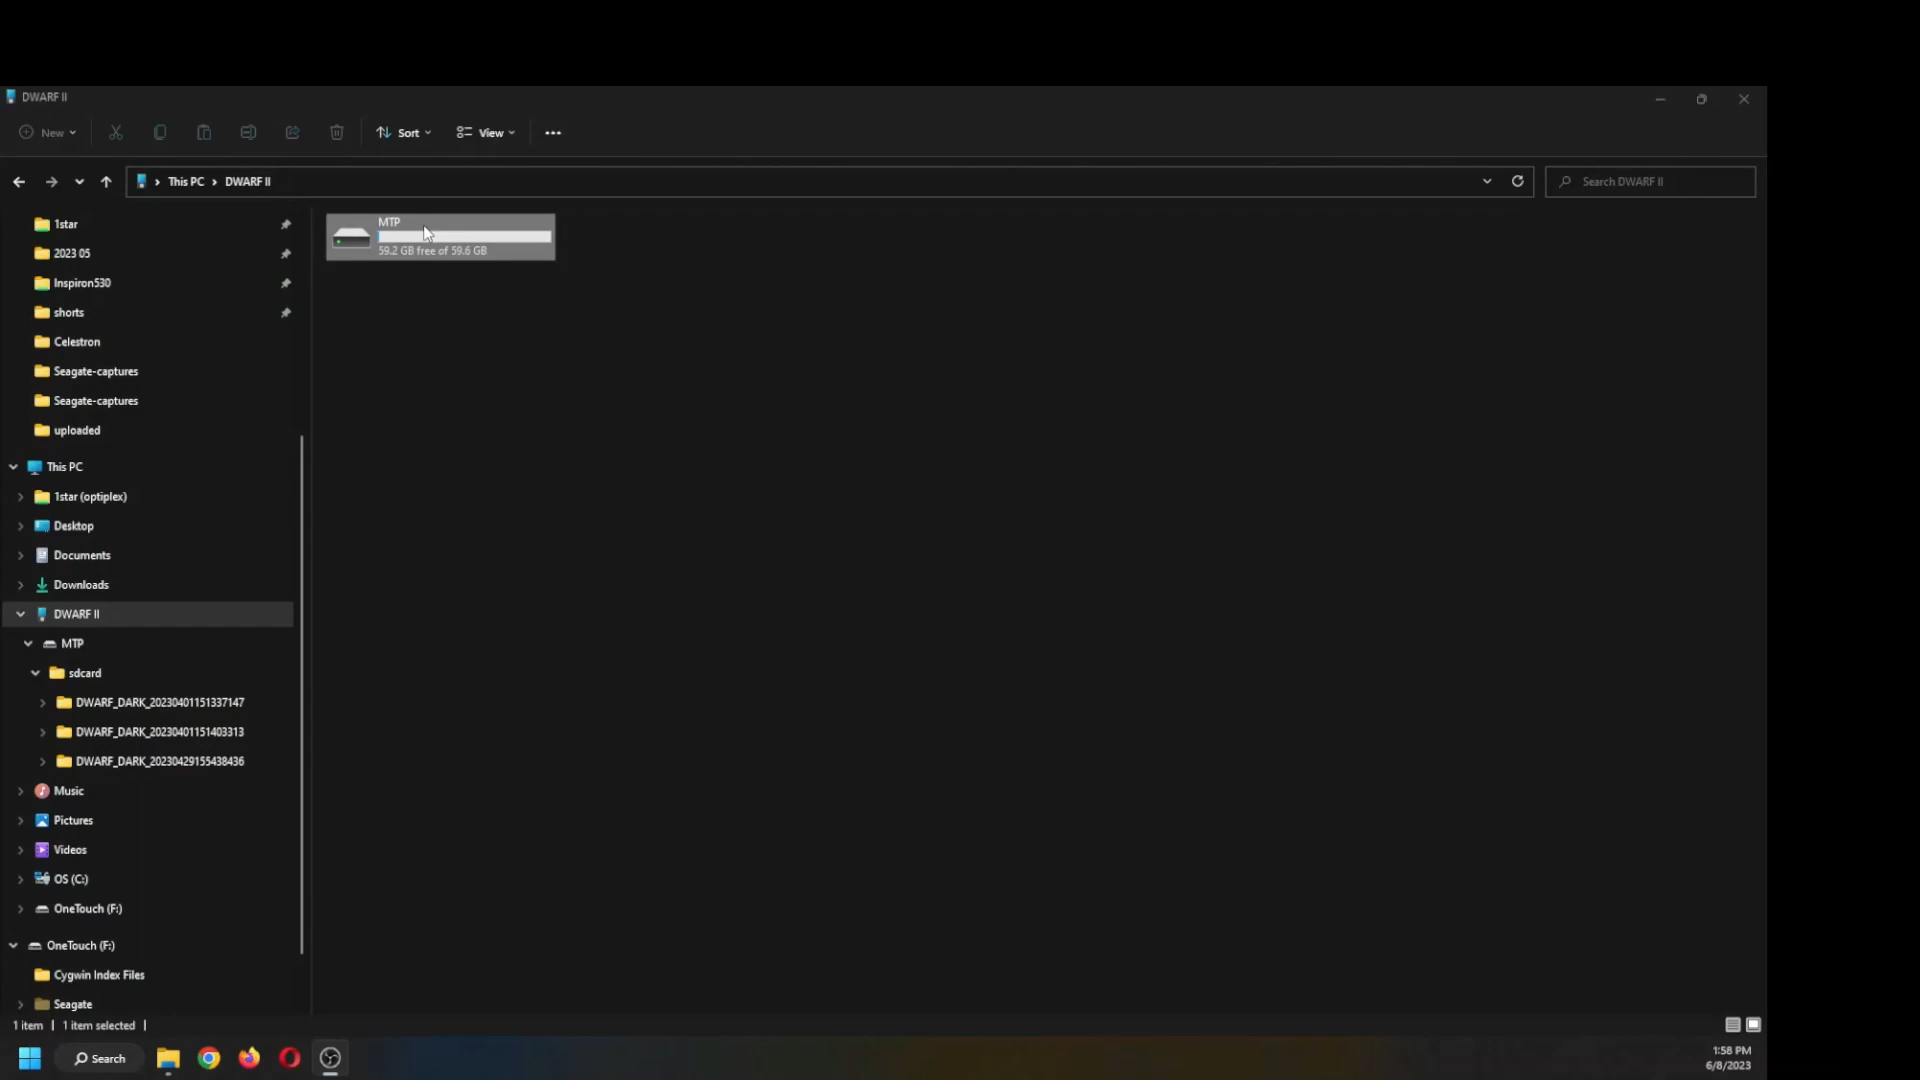 DWARF II
New
Sort
View
This PC
DWARF II
Search DWARF II
1star
2023 05
Inspiron530
shorts
Celestron
Seagate-captures
Seagate-captures
uploaded
This PC
1star (optiplex)
Desktop
Documents
Downloads
DWARF II
MTP
sdcard
DWARF_DARK_20230401151337147
DWARF_DARK_20230401151403313
DWARF_DARK_20230429155438436
Music
Pictures
Videos
OS (C:)
OneTouch (F:)
OneTouch (F:)
Cygwin Index Files
Seagate
MTP
59.2 GB free of 59.6 GB
1 item
1 item selected
Search
1:58 PM
6/8/2023